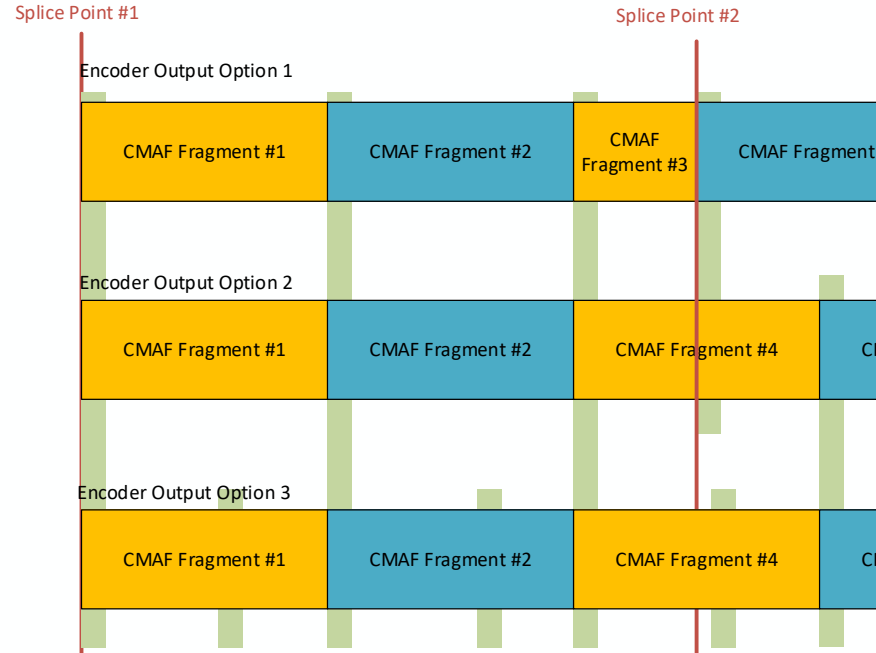 Splice Point #1
Splice Point #2
Encoder Output Option 1
CMAF Fragment #1
CMAF Fragment #2
CMAF
Fragment #3
CMAF Fragment
Encoder Output Option 2
CMAF Fragment #1
CMAF Fragment #2
CMAF Fragment #4
Encoder Output Option 3
CMAF Fragment #1
CMAF Fragment #2
CMAF Fragment #4